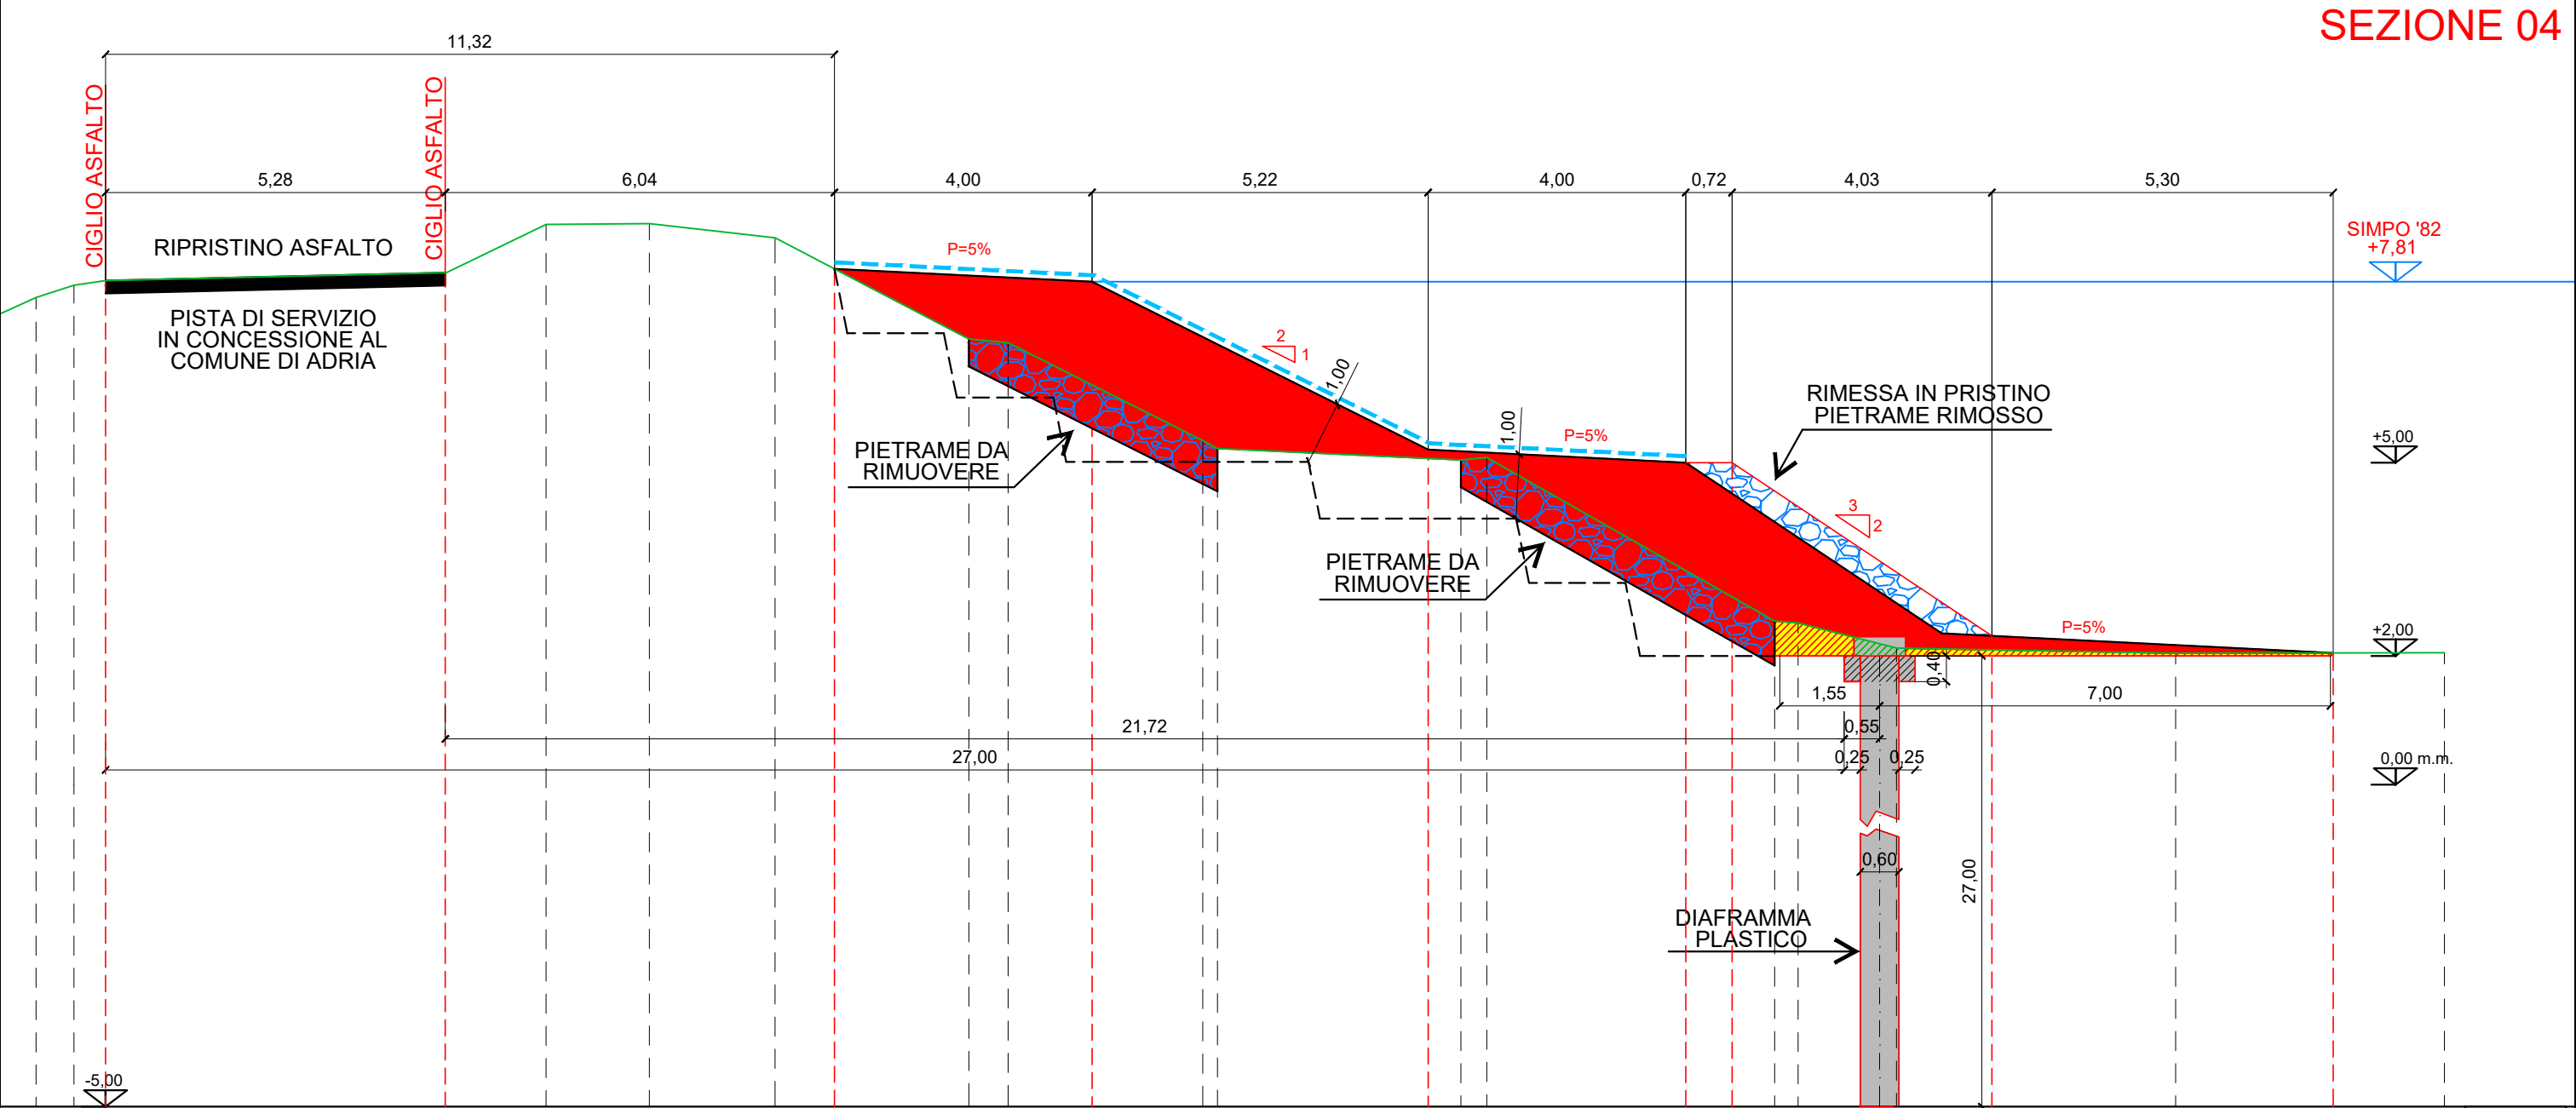 SEZIONE 04
11,32
CIGLIO ASFALTO
CIGLIO ASFALTO
5,28
6,04
4,00
5,22
4,00
0,72
4,03
5,30
SIMPO '82
+7,81
RIPRISTINO ASFALTO
P=5%
PISTA DI SERVIZIO
IN CONCESSIONE AL
COMUNE DI ADRIA
2
1
1,00
RIMESSA IN PRISTINO
PIETRAME RIMOSSO
1,00
P=5%
+5,00
PIETRAME DA
RIMUOVERE
3
2
PIETRAME DA
RIMUOVERE
P=5%
+2,00
0,40
1,55
7,00
21,72
0,55
27,00
0,25
0,25
0,00 m.m.
0,60
27,00
DIAFRAMMA
PLASTICO
-5,00